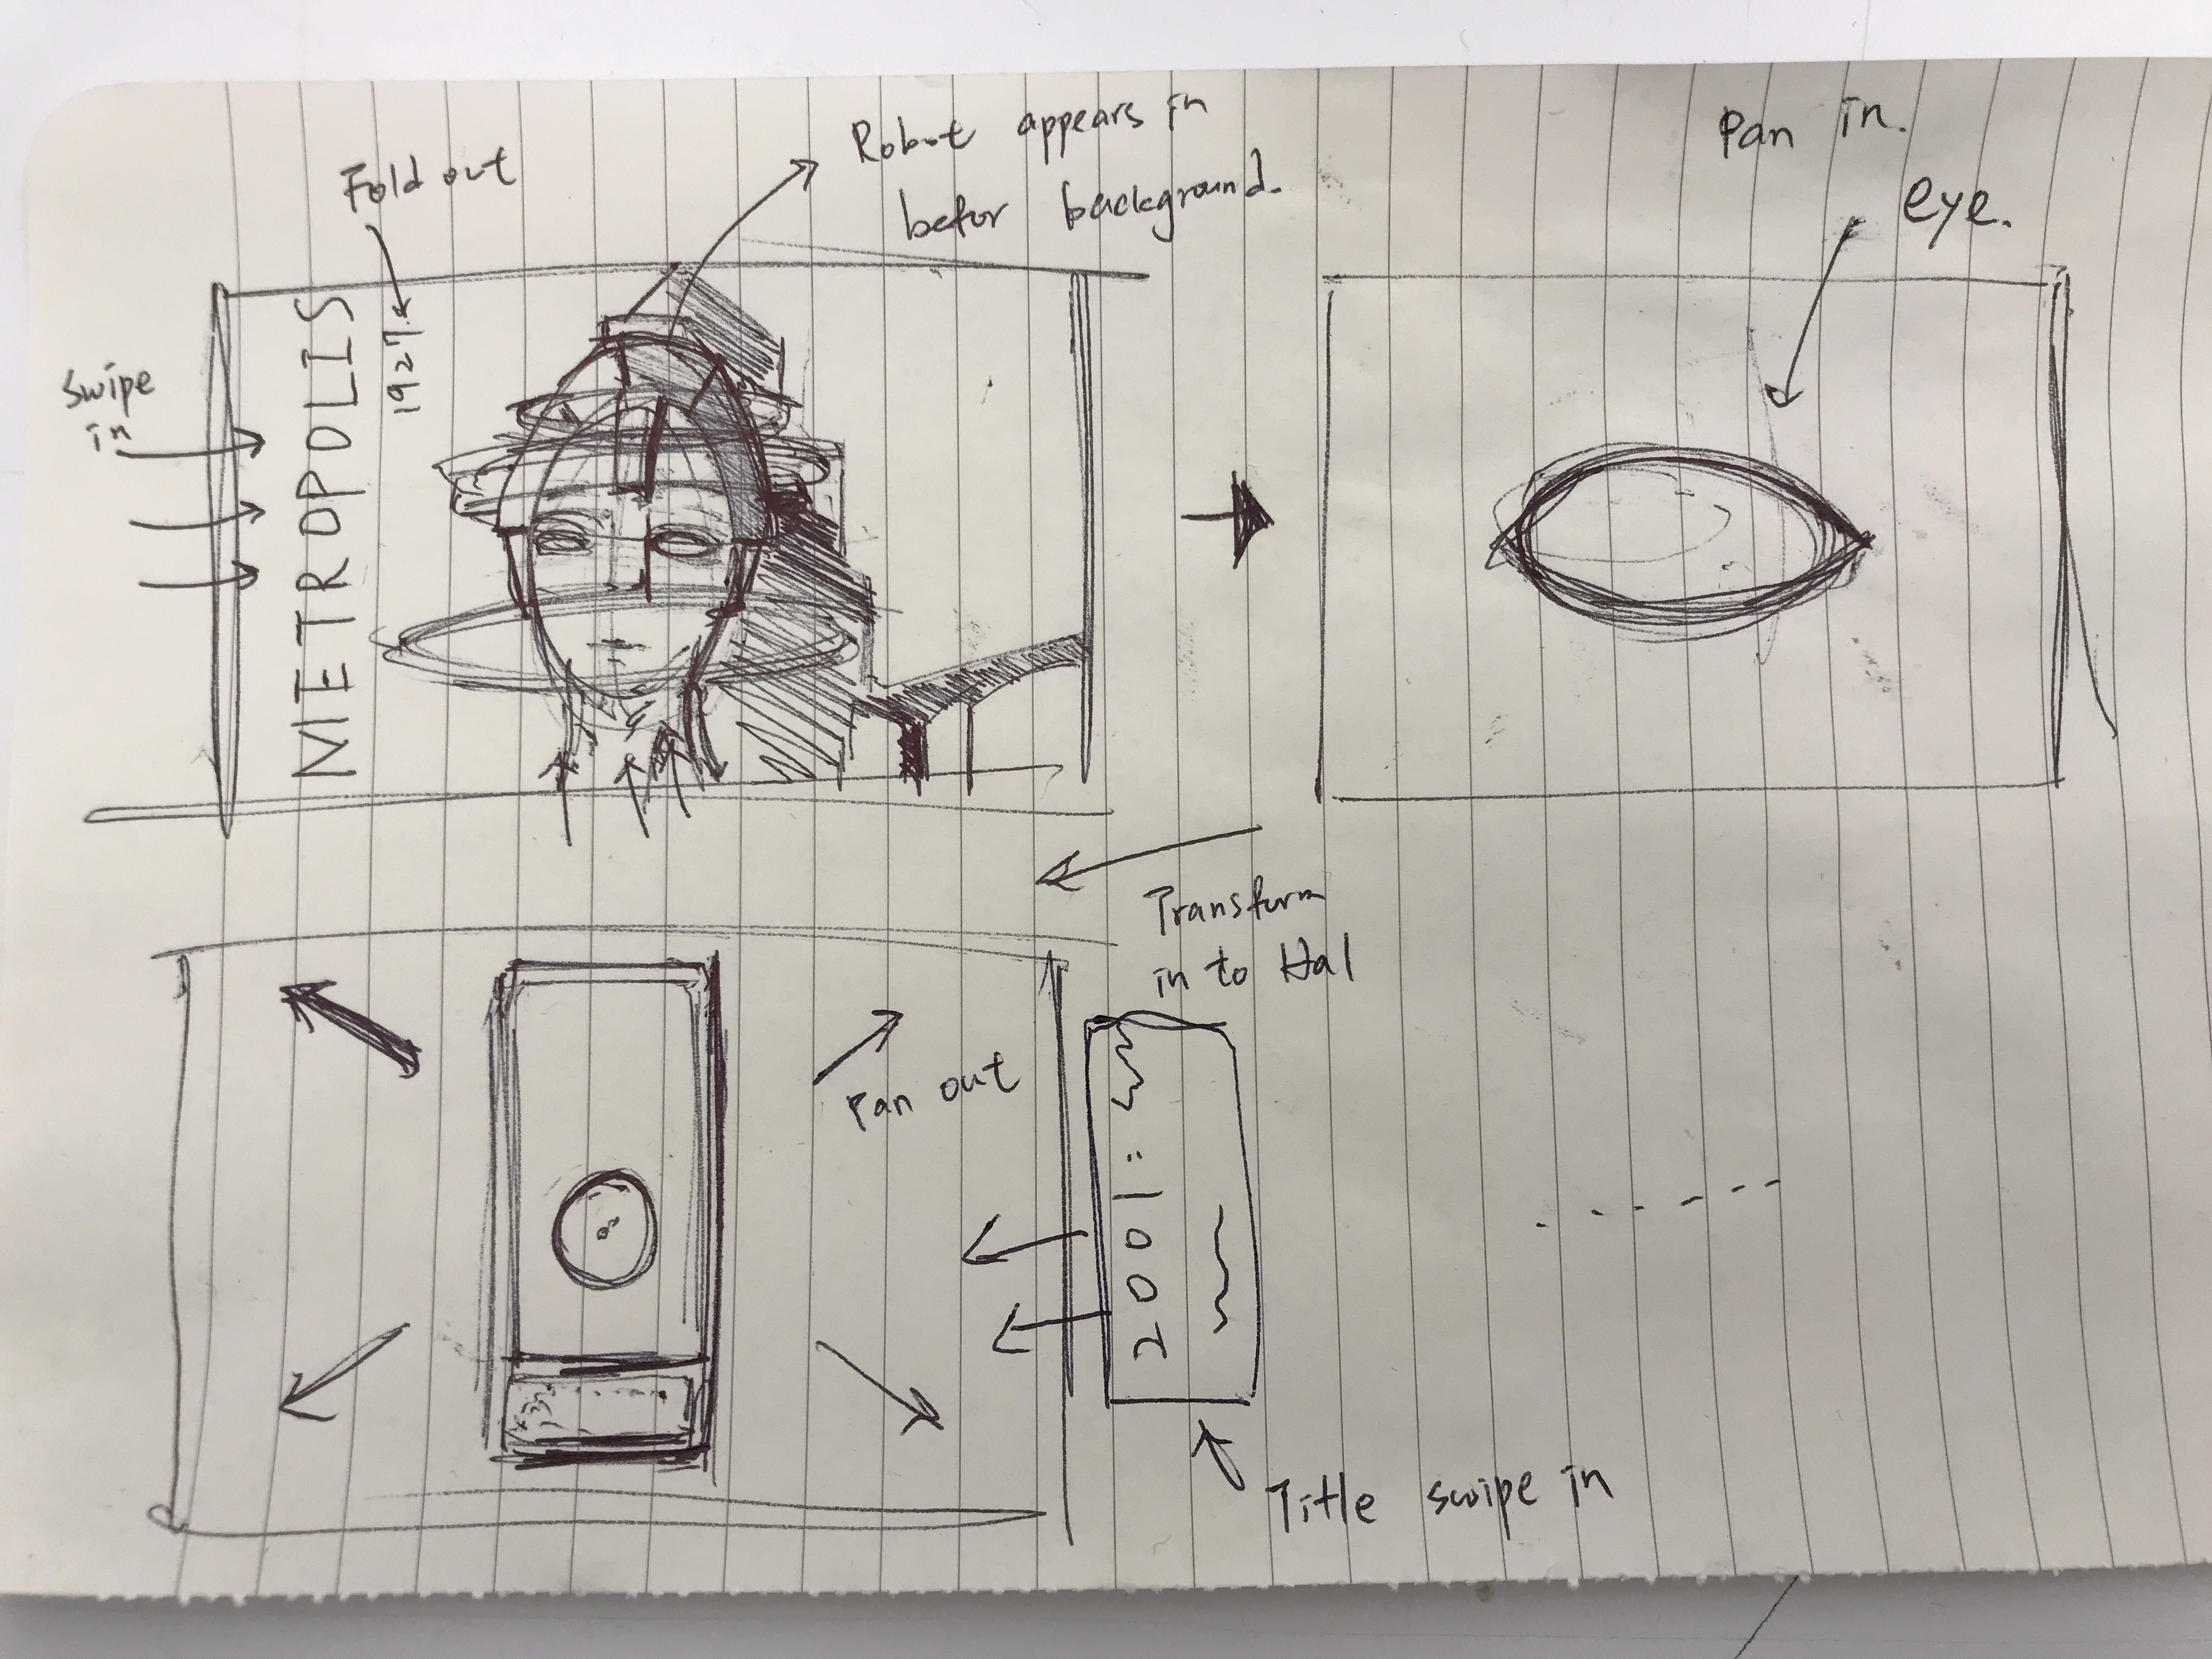 Fold out
Robot appears in
befor background.
Pan in.
eye.
Swipe
in
METROPOLIS
1927.
Transform
in to Hal
Pan out
2001:
Title swipe in